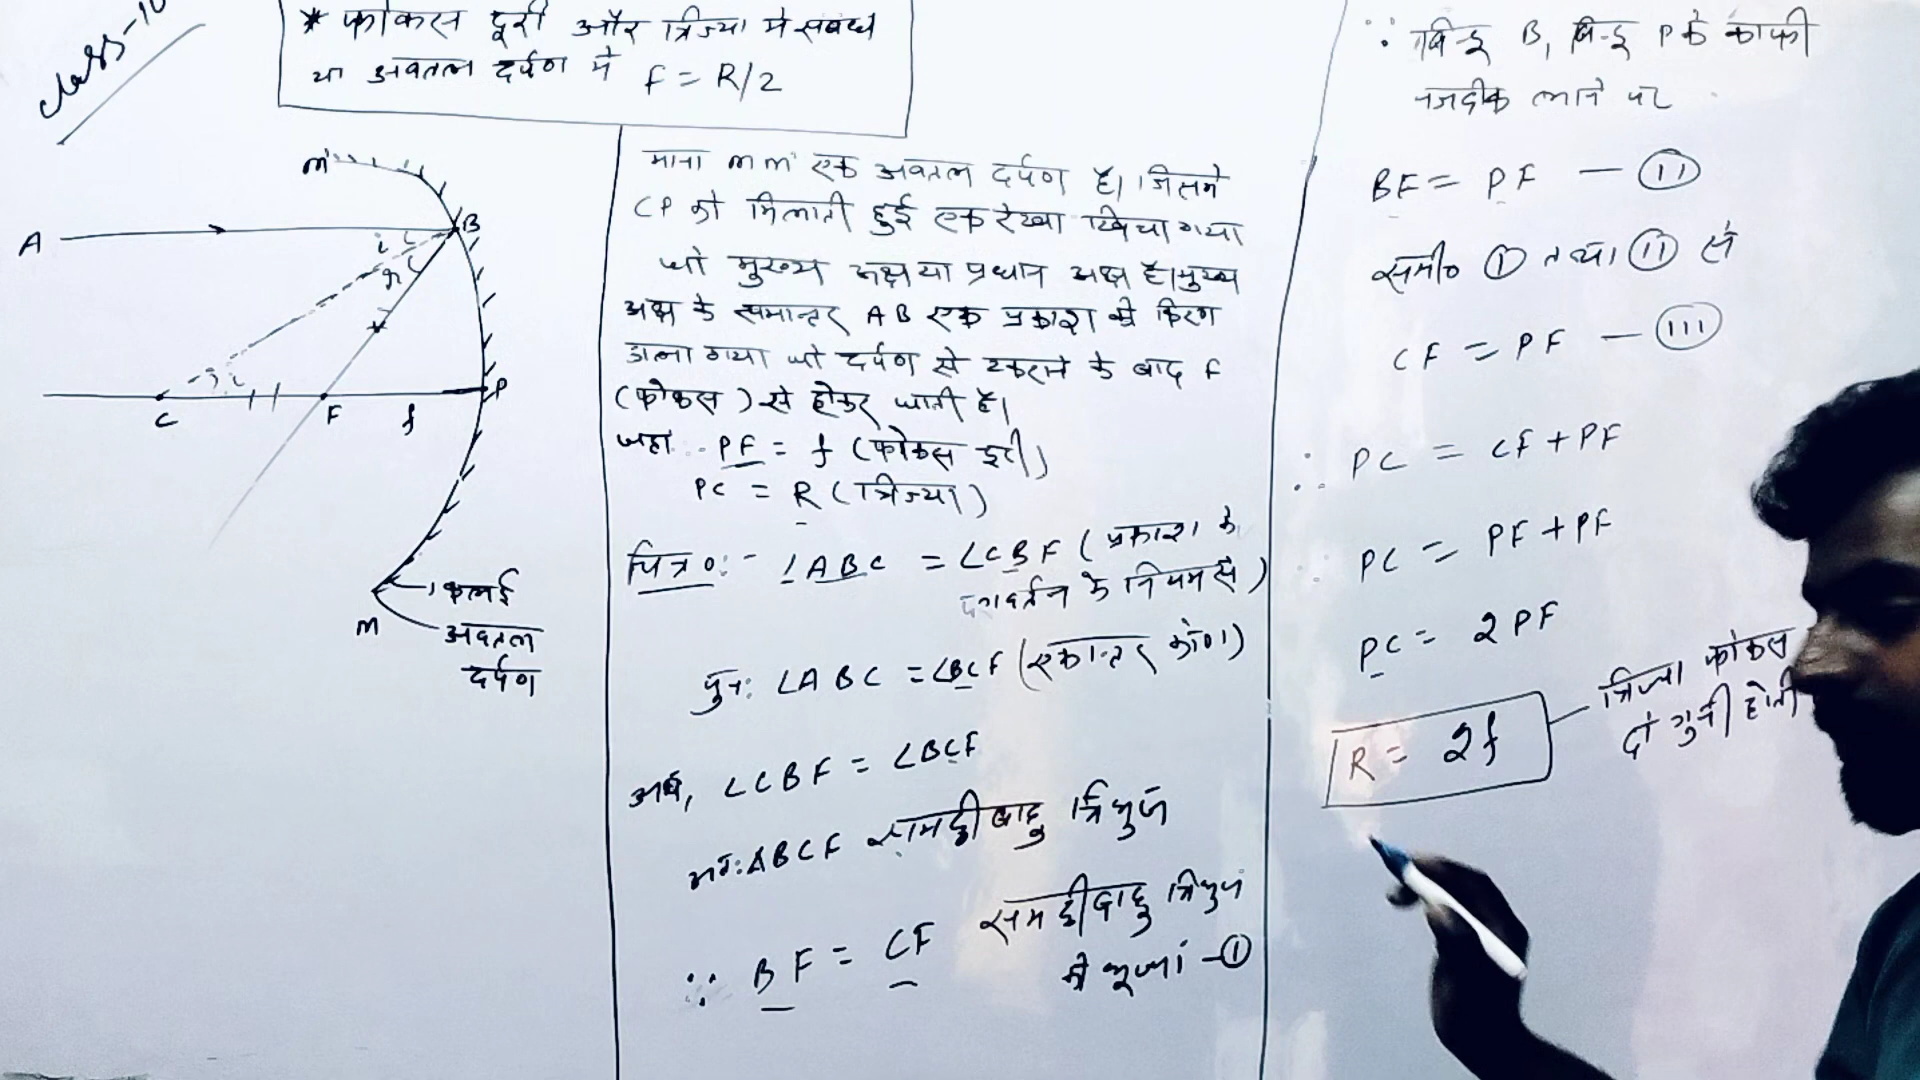 class-10
* फोकस दूरी और त्रिज्या मे संबंध
या अवतल दर्पण मे f = R/2
m'
A
i
B
r
i
C
F
f
P
कलई
M
अवतल
दर्पण
माना mm' एक अवतल दर्पण है। जिसमे
CP को मिलाती हुई एक रेखा खिचा गया
जो मुख्य अक्ष या प्रधान अक्ष है। मुख्य
अक्ष के समान्तर AB एक प्रकाश की किरण
डाला गया जो दर्पण से टकराने के बाद F
(फोकस) से होकर जाती है।
जहा PF = f (फोकस दूरी)
PC = R (त्रिज्या)
चित्र०:- ∠ABC = ∠CBF (प्रकाश के
परावर्तन के नियम से)
पुन: ∠ABC = ∠BCF (एकान्तर कोण)
अब, ∠CBF = ∠BCF
अत: ΔBCF समद्वीबाहु त्रिभुज
∵ BF = CF समद्वीबाहु त्रिभुज
की भुजा - (I)
∵ बिन्दु B, बिन्दु P के काफी
नजदीक लाने पर
BF = PF — (II)
समी० (I) तथा (II) से
CF = PF — (III)
∴ PC = CF + PF
PC = PF + PF
PC = 2PF
R = 2f
त्रिज्या फोकस
दो गुनी होती